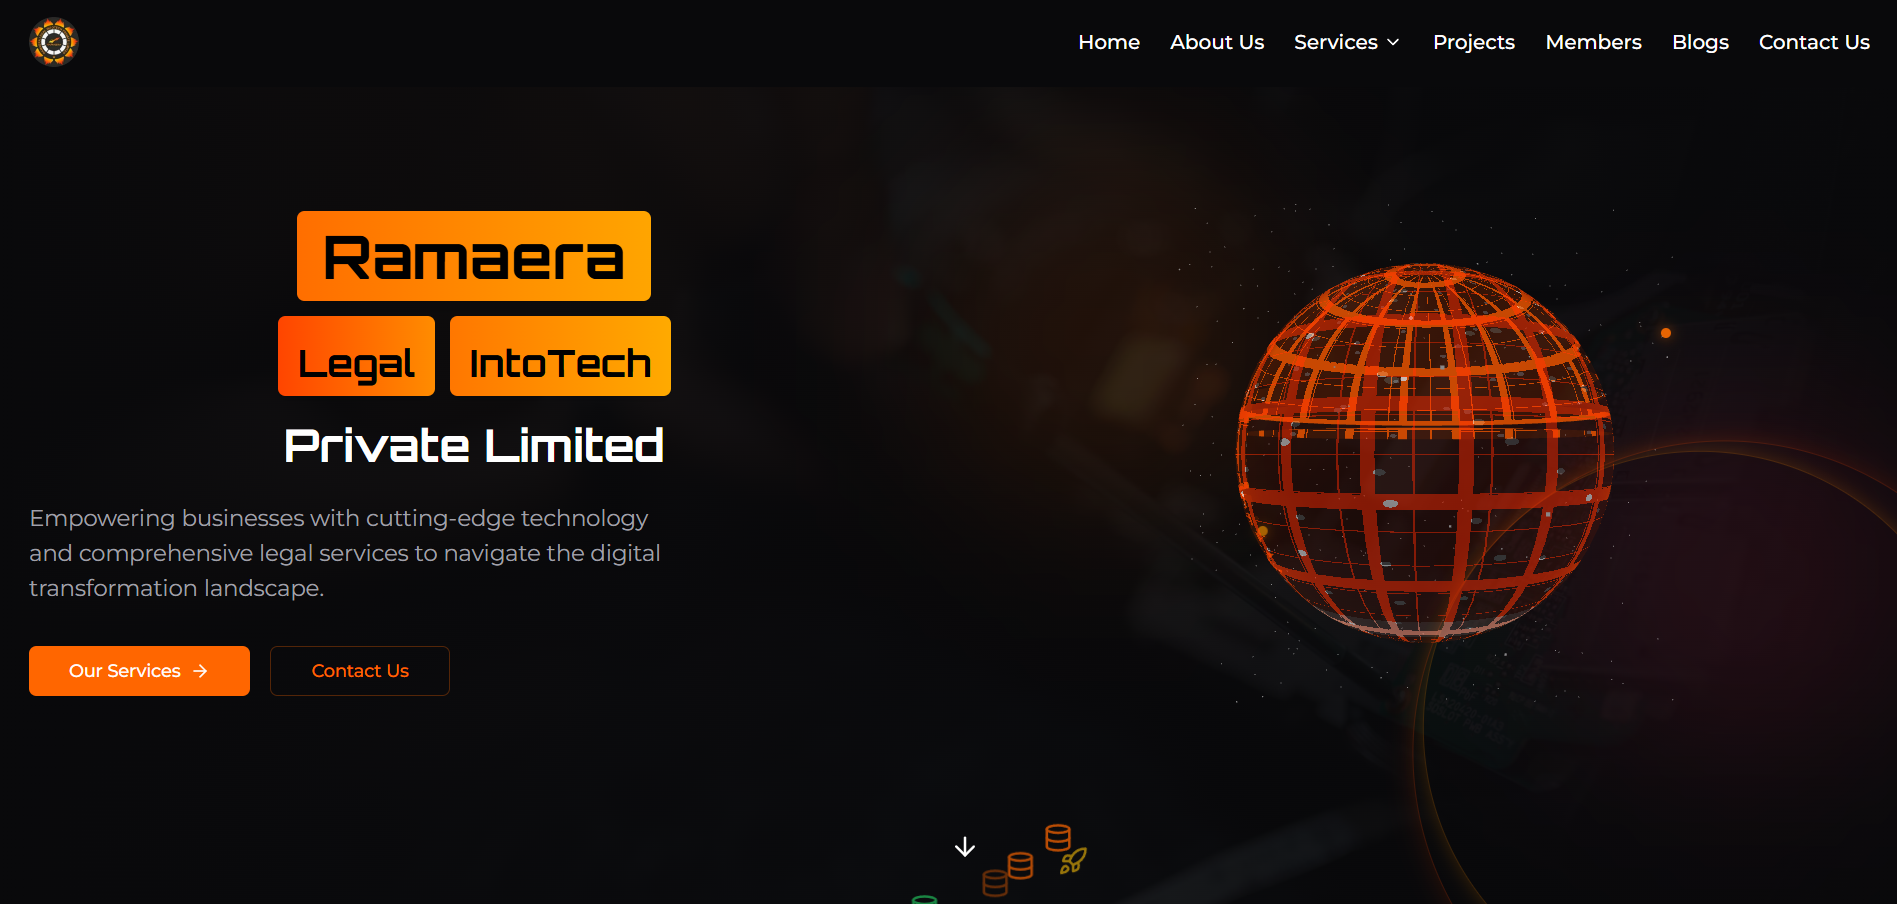 Home About Us Services Projects Members Blogs Contact Us
Ramaera
Legal IntoTech
Private Limited
Empowering businesses with cutting-edge technology
and comprehensive legal services to navigate the digital
transformation landscape.
Our Services Contact Us